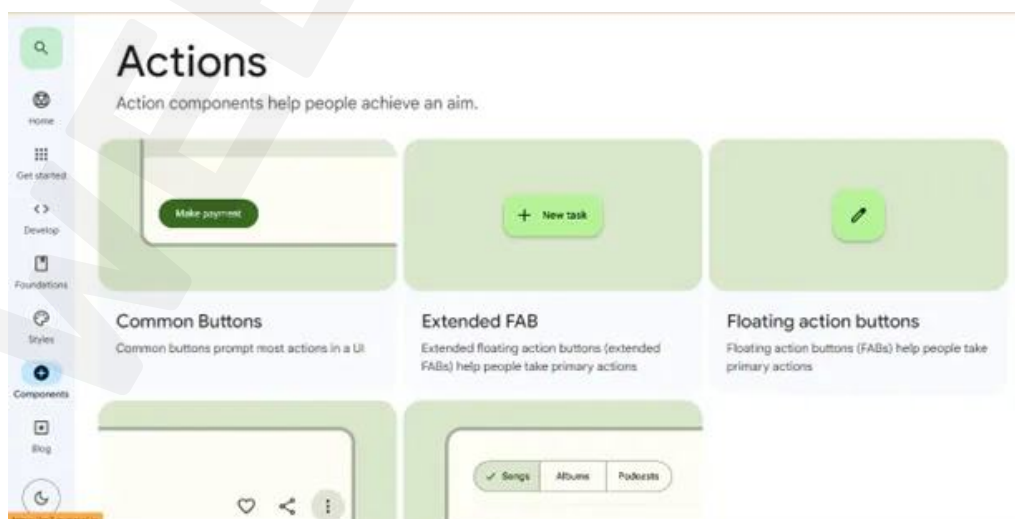 Actions
Action components help people achieve an aim.
Home
Get started
Develop
Foundations
Styles
Components
Blog
Make payment
New task
Common Buttons
Common buttons prompt most actions in a UI
Extended FAB
Extended floating action buttons (extended
FABs) help people take primary actions
Floating action buttons
Floating action buttons (FABs) help people take
primary actions
Songs
Albums
Podcasts